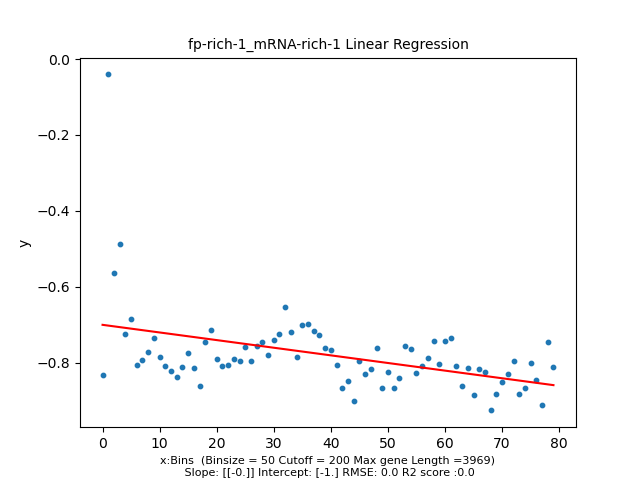 fp-rich-1_mRNA-rich-1 Linear Regression
0.0
−0.2
−0.4
−0.6
−0.8
y
0 10 20 30 40 50 60 70 80
x:Bins (Binsize = 50 Cutoff = 200 Max gene Length =3969)
Slope: [[-0.]] Intercept: [-1.] RMSE: 0.0 R2 score :0.0